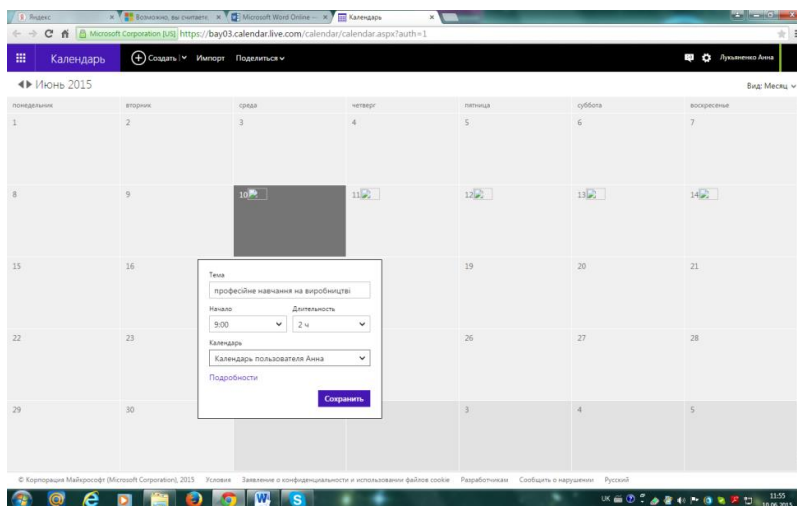 Яндекс
Возможно, вы считаете,
Microsoft Word Online —
Календарь
Microsoft Corporation [US] https://bay03.calendar.live.com/calendar/calendar.aspx?auth=1
Календарь Создать Импорт Поделиться Лукьяненко Анна
Июнь 2015 Вид: Месяц
понедельник вторник среда четверг пятница суббота воскресенье
1 2 3 4 5 6 7
8 9 10 11 12 13 14
15 16 19 20 21
22 23 26 27 28
29 30 3 4 5
Тема
професійне навчання на виробництві
Начало Длительность
9:00 2 ч
Календарь
Календарь пользователя Анна
Подробности
Сохранить
© Корпорация Майкрософт (Microsoft Corporation), 2015 Условия Заявление о конфиденциальности и использовании файлов cookie Разработчикам Сообщить о нарушении Русский
UK 11:55
10.06.2015